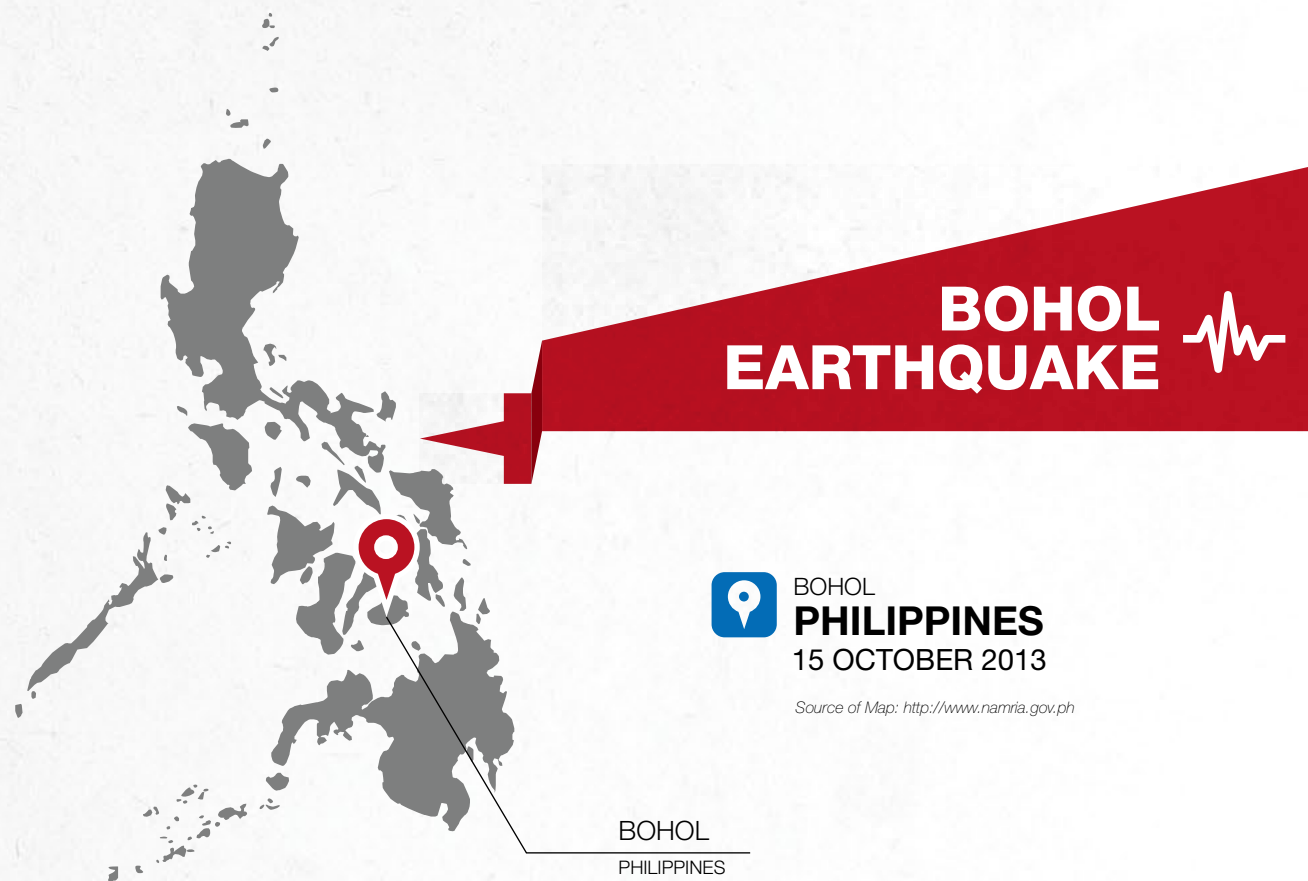 BOHOL
EARTHQUAKE
BOHOL
PHILIPPINES
15 OCTOBER 2013
Source of Map: http://www.namria.gov.ph
BOHOL
PHILIPPINES